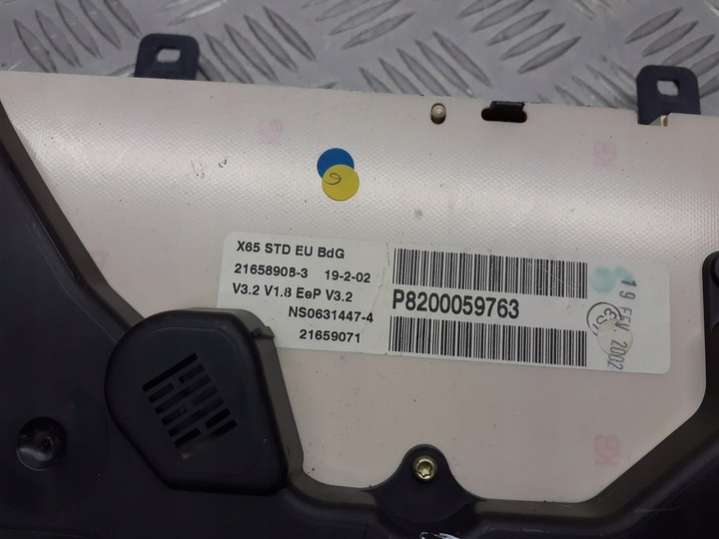 X65 STD EU BdG
21658908-3 19-2-02
V3.2 V1.8 EeP V3.2
NS0631447-4
21659071
P8200059763
19 FEV 2002